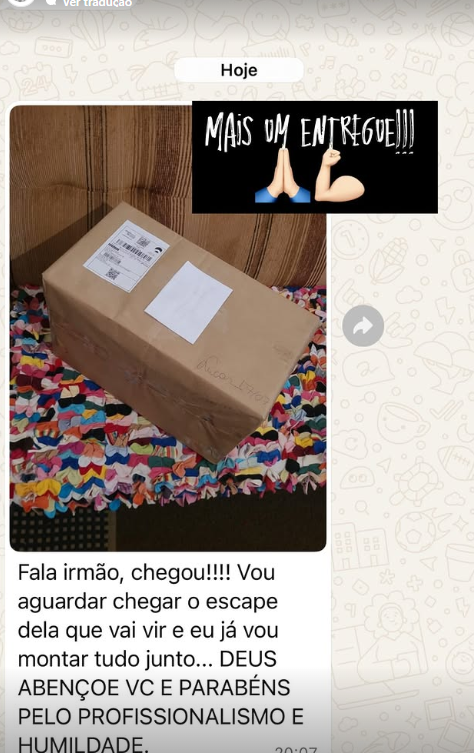 Ver tradução
Hoje
MAIS UM ENTREGUE!!!
Fala irmão, chegou!!!! Vou
aguardar chegar o escape
dela que vai vir e eu já vou
montar tudo junto... DEUS
ABENÇOE VC E PARABÉNS
PELO PROFISSIONALISMO E
HUMILDADE.
20:07